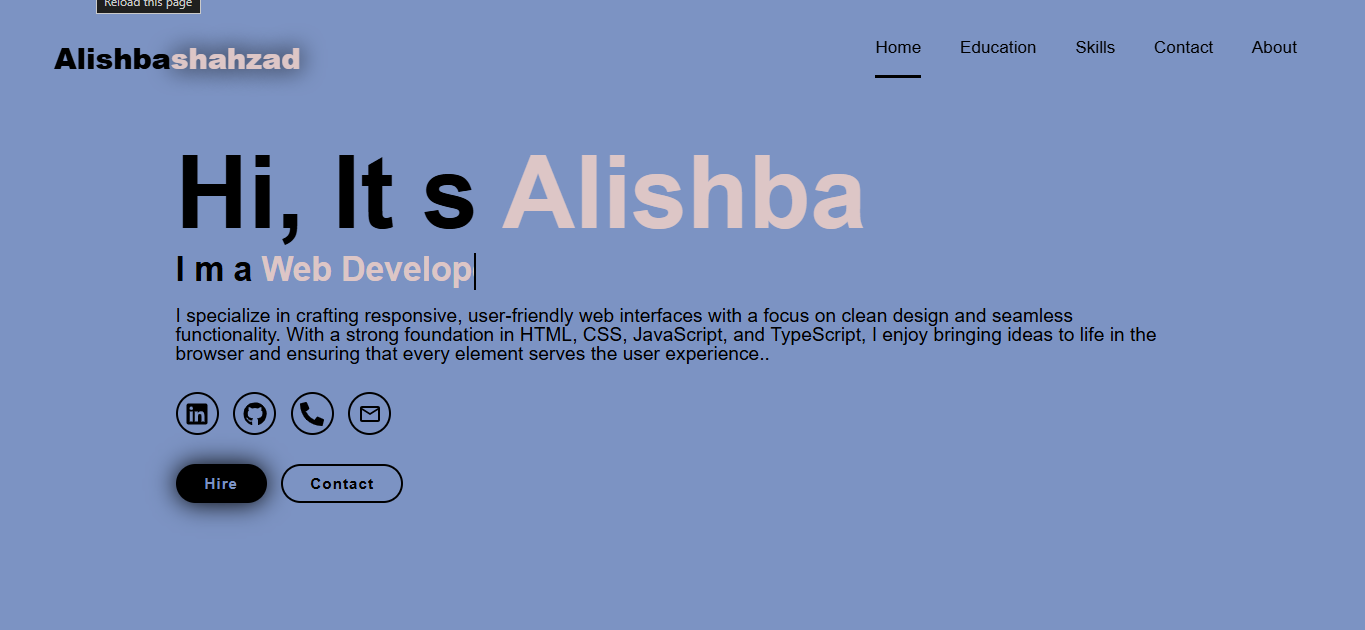 Reload this page
Alishbashahzad
Home Education Skills Contact About
Hi, It s Alishba
I m a Web Develop
I specialize in crafting responsive, user-friendly web interfaces with a focus on clean design and seamless
functionality. With a strong foundation in HTML, CSS, JavaScript, and TypeScript, I enjoy bringing ideas to life in the
browser and ensuring that every element serves the user experience..
in
Hire Contact